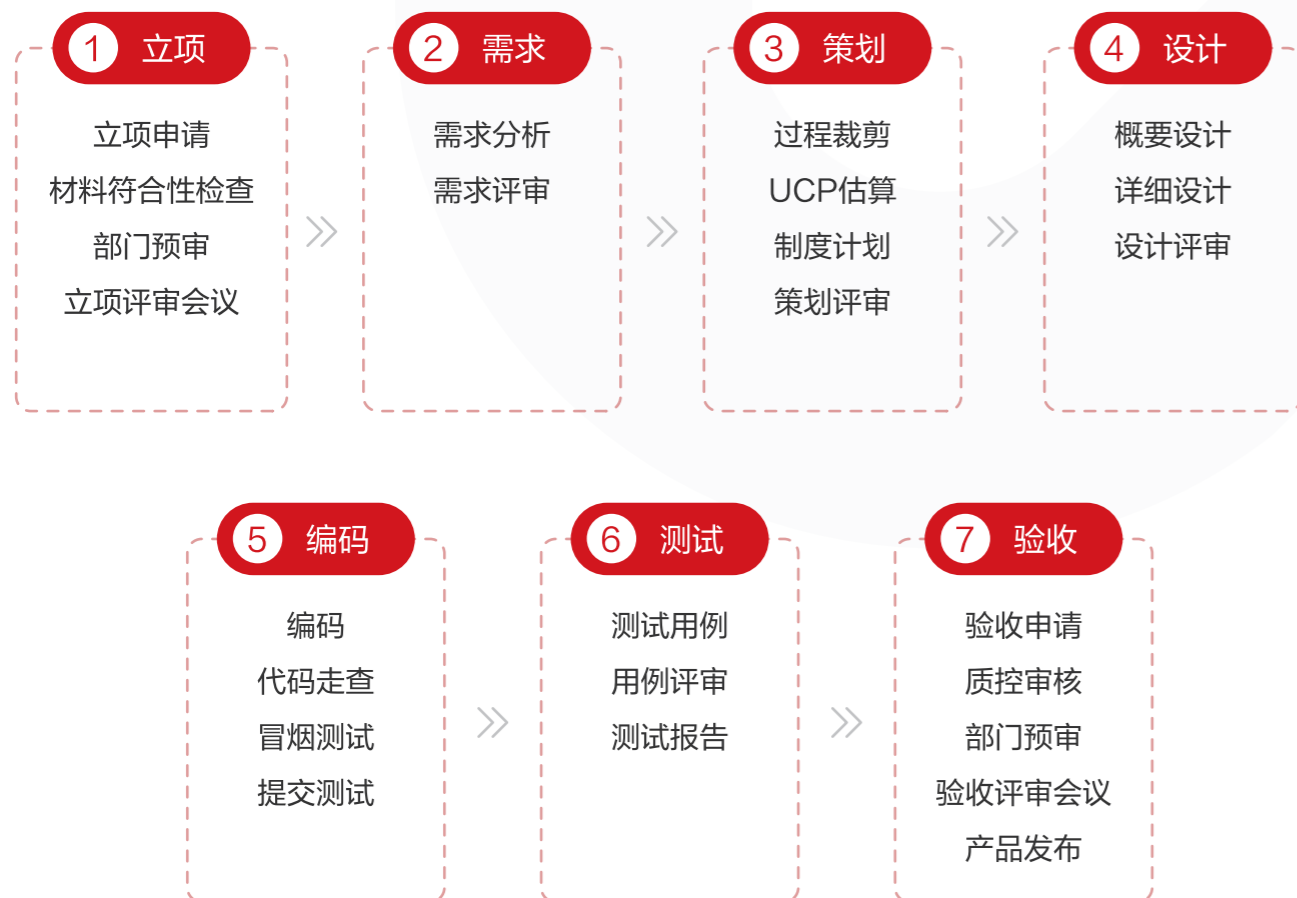 1 立项
立项申请
材料符合性检查
部门预审
立项评审会议
2 需求
需求分析
需求评审
3 策划
过程裁剪
UCP估算
制度计划
策划评审
4 设计
概要设计
详细设计
设计评审
5 编码
编码
代码走查
冒烟测试
提交测试
6 测试
测试用例
用例评审
测试报告
7 验收
验收申请
质控审核
部门预审
验收评审会议
产品发布